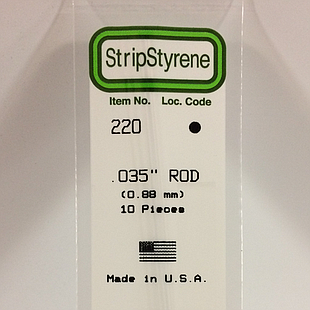 StripStyrene
Item No. Loc. Code
220 ●
.035" ROD
(0.88 mm)
10 Pieces
Made in U.S.A.